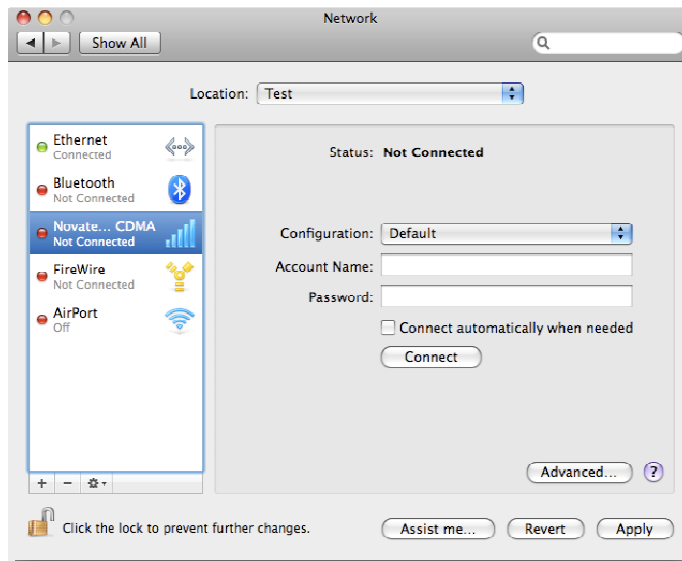 Network
Show All
Location: Test
Ethernet
Connected
Bluetooth
Not Connected
Novate... CDMA
Not Connected
FireWire
Not Connected
AirPort
Off
Status: Not Connected
Configuration: Default
Account Name:
Password:
Connect automatically when needed
Connect
Advanced... ?
Click the lock to prevent further changes.
Assist me... Revert Apply